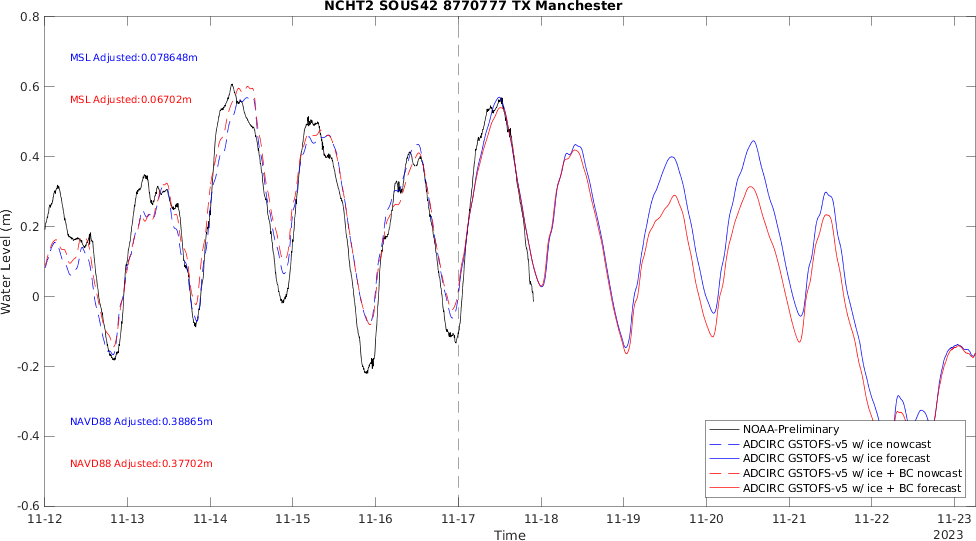 NCHT2 SOUS42 8770777 TX Manchester
0.8
MSL Adjusted:0.078648m
0.6
MSL Adjusted:0.06702m
0.4
0.2
Water Level (m)
0
-0.2
NAVD88 Adjusted:0.38865m
NOAA-Preliminary
-0.4
ADCIRC GSTOFS-v5 w/ ice nowcast
ADCIRC GSTOFS-v5 w/ ice forecast
NAVD88 Adjusted:0.37702m
ADCIRC GSTOFS-v5 w/ ice + BC nowcast
ADCIRC GSTOFS-v5 w/ ice + BC forecast
-0.6
11-12 11-13 11-14 11-15 11-16 11-17 11-18 11-19 11-20 11-21 11-22 11-23
Time
2023